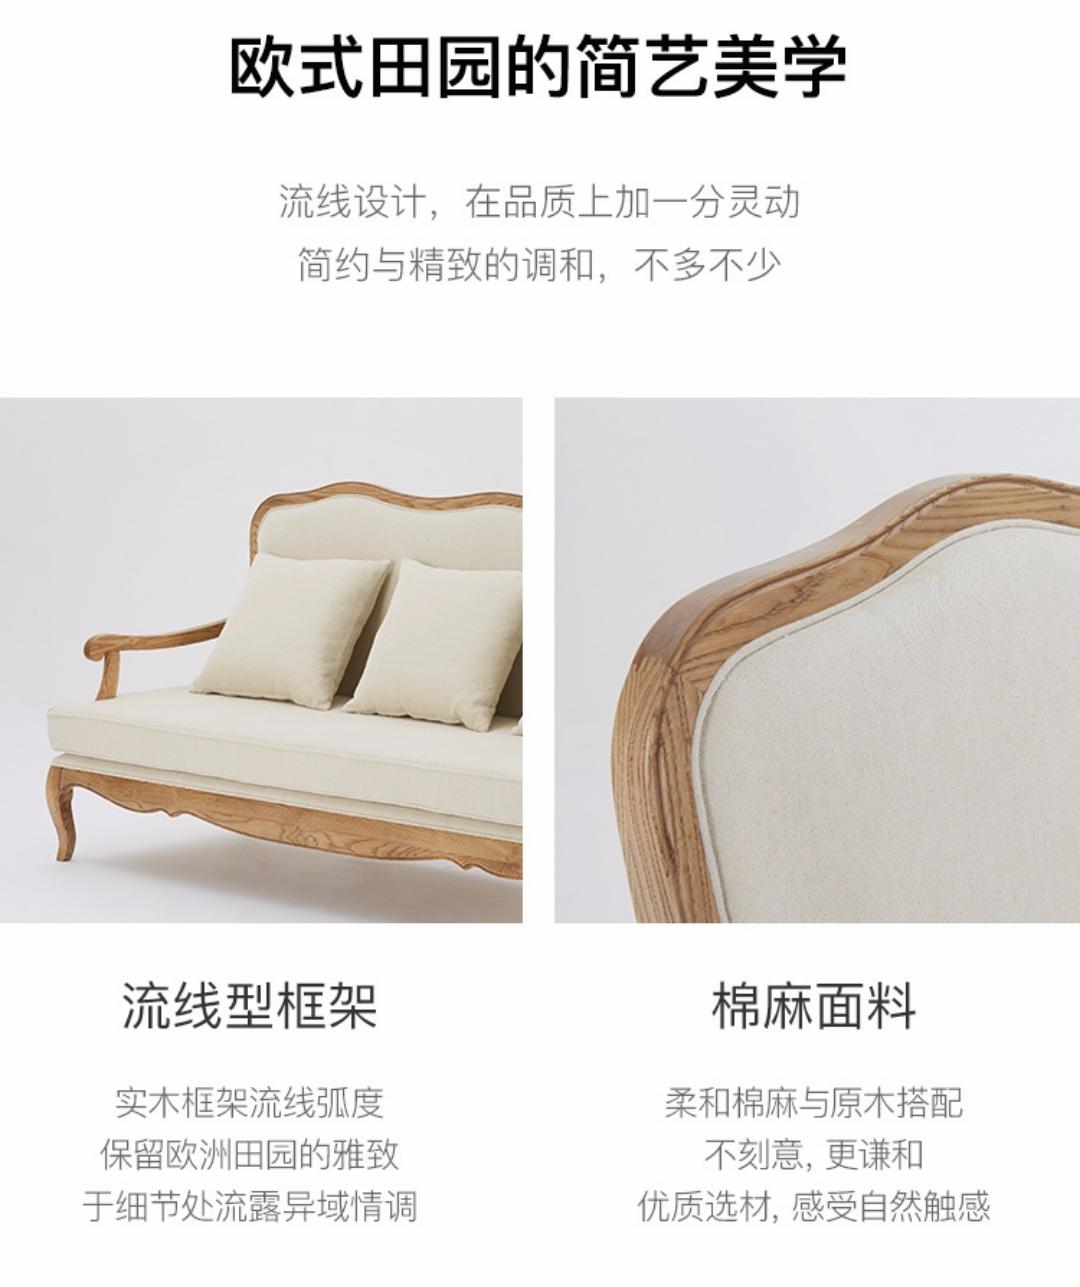 欧式田园的简艺美学
流线设计，在品质上加一分灵动
简约与精致的调和，不多不少
流线型框架
实木框架流线弧度
保留欧洲田园的雅致
于细节处流露异域情调
棉麻面料
柔和棉麻与原木搭配
不刻意, 更谦和
优质选材, 感受自然触感